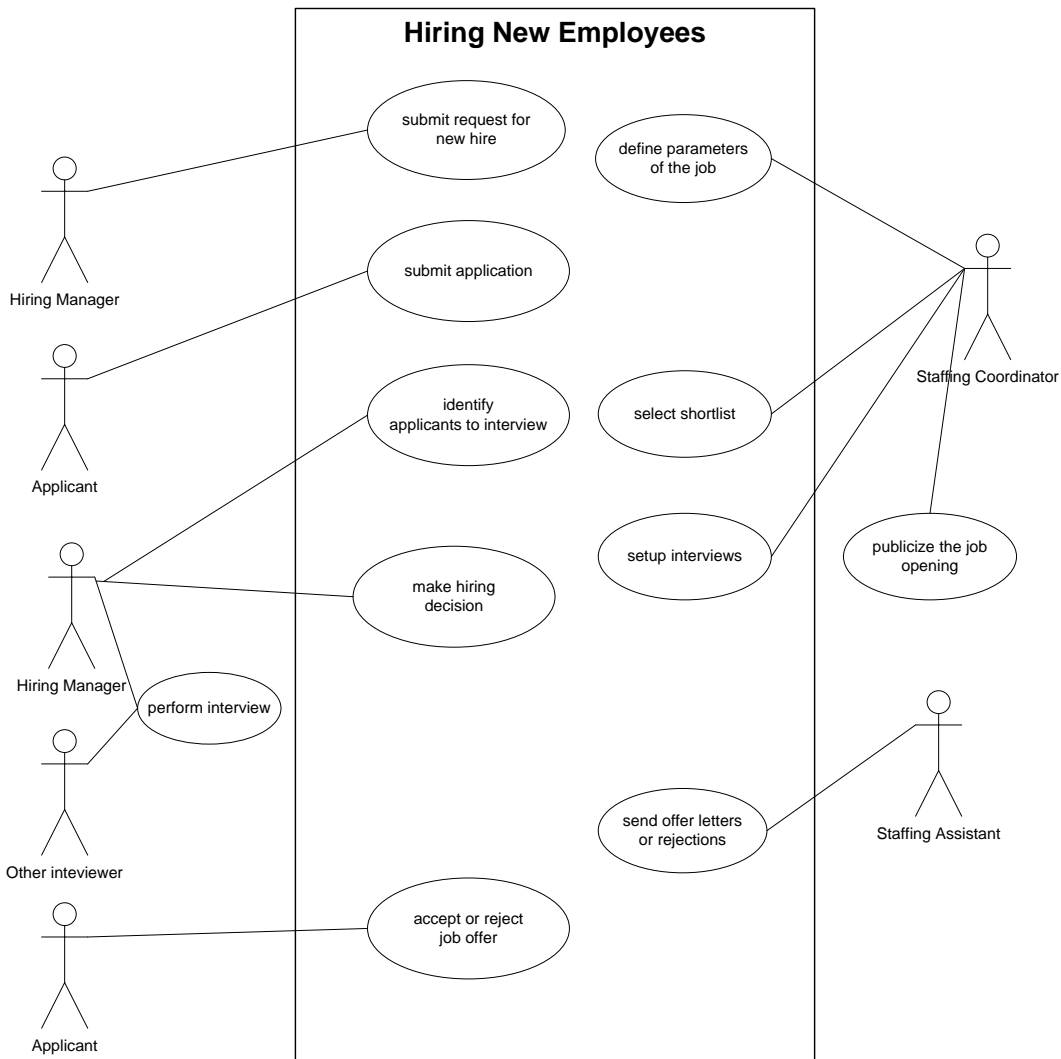 Hiring New Employees
submit request for
new hire
define parameters
of the job
Hiring Manager
submit application
Staffing Coordinator
Applicant
identify
applicants to interview
select shortlist
setup interviews
publicize the job
opening
make hiring
decision
Hiring Manager
perform interview
Other inteviewer
send offer letters
or rejections
Staffing Assistant
accept or reject
job offer
Applicant